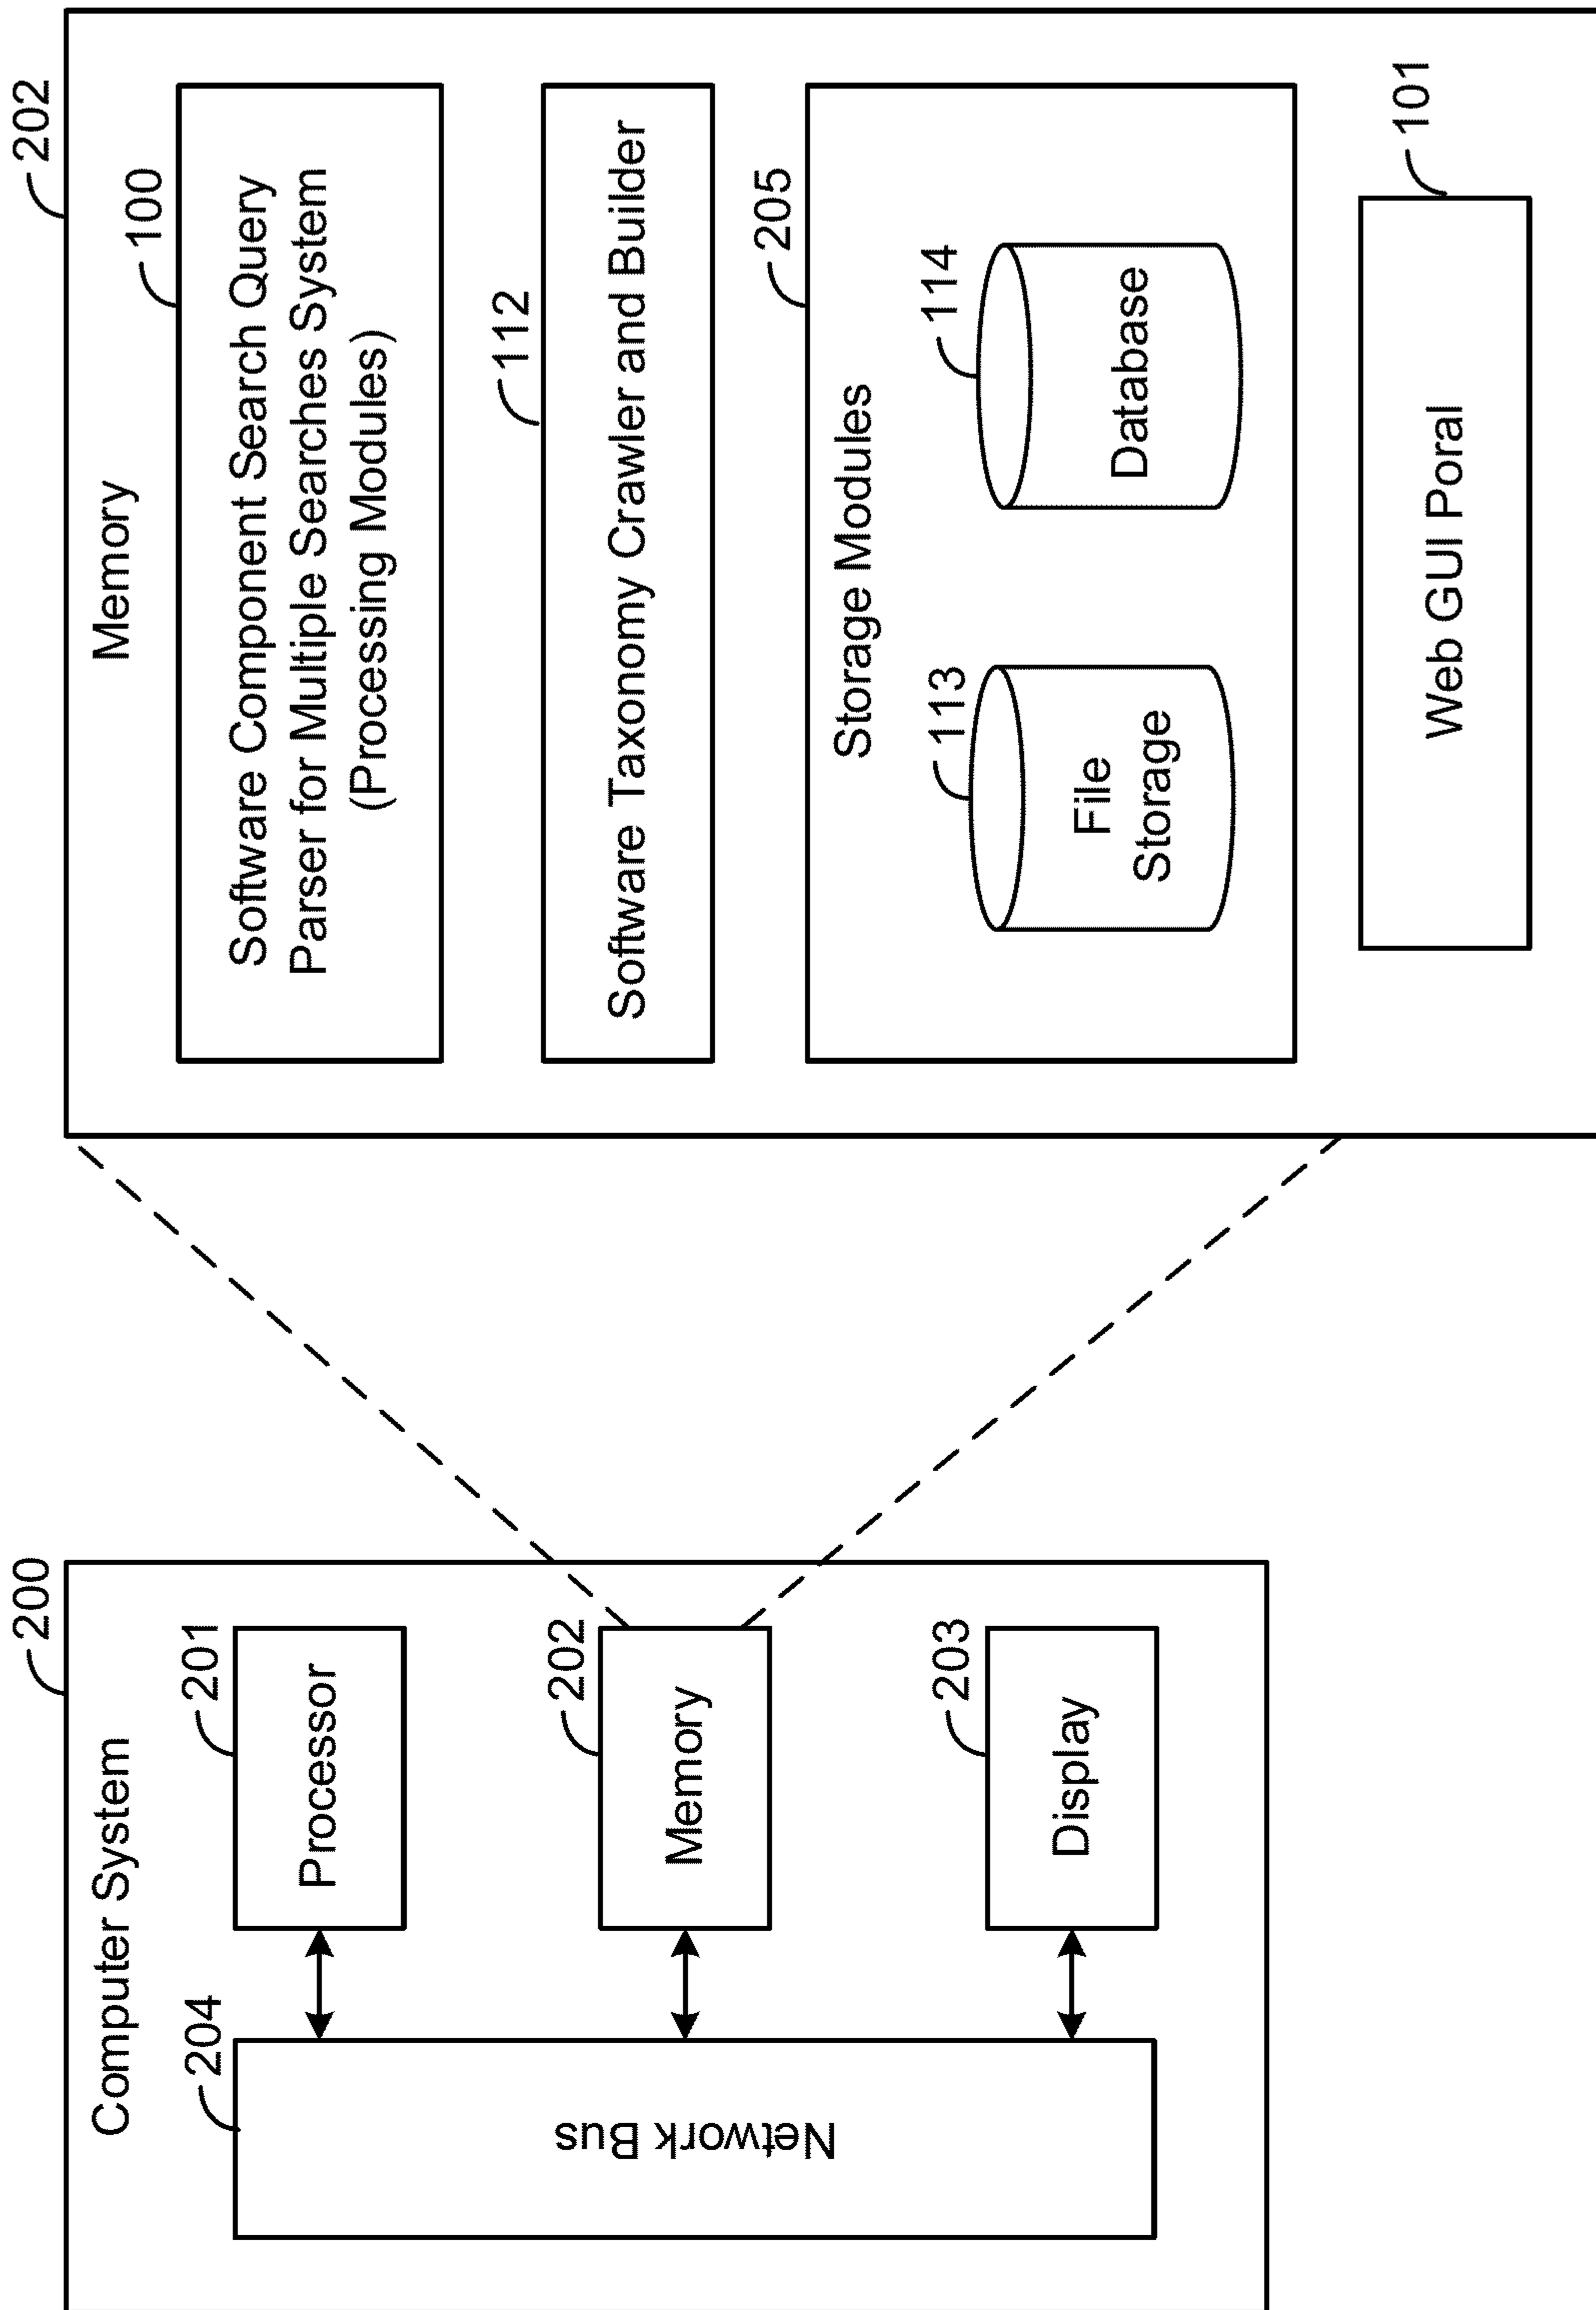 200
Computer System
204
Network Bus
201
Processor
202
Memory
203
Display
202
Memory
100
Software Component Search Query
Parser for Multiple Searches System
(Processing Modules)
112
Software Taxonomy Crawler and Builder
205
Storage Modules
113
File
Storage
114
Database
101
Web GUI Poral